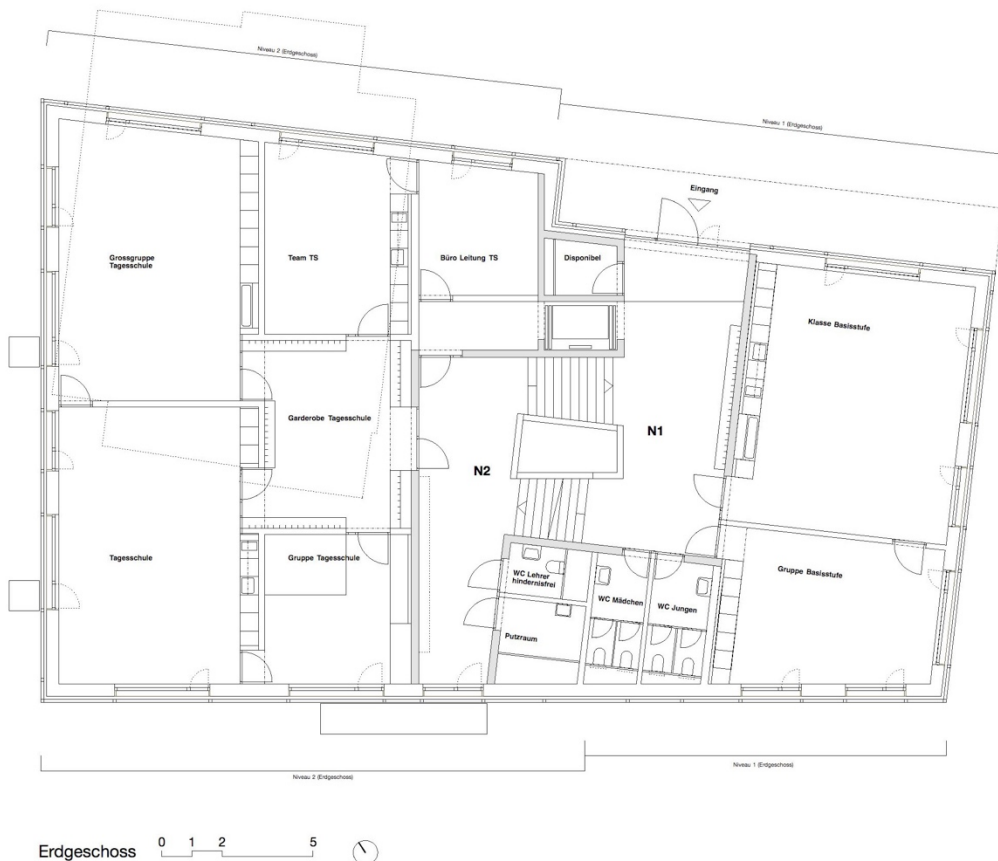 Niveau 2 (Erdgeschoss)
Niveau 1 (Erdgeschoss)
Eingang
Grossgruppe
Tagesschule
Team TS
Büro Leitung TS
Disponibel
Klasse Basisstufe
Garderobe Tagesschule
N1
N2
Tagesschule
Gruppe Tagesschule
WC Lehrer
hindernisfrei
WC Mädchen
WC Jungen
Gruppe Basisstufe
Putzraum
Niveau 1 (Erdgeschoss)
Niveau 2 (Erdgeschoss)
Erdgeschoss 0 1 2 5